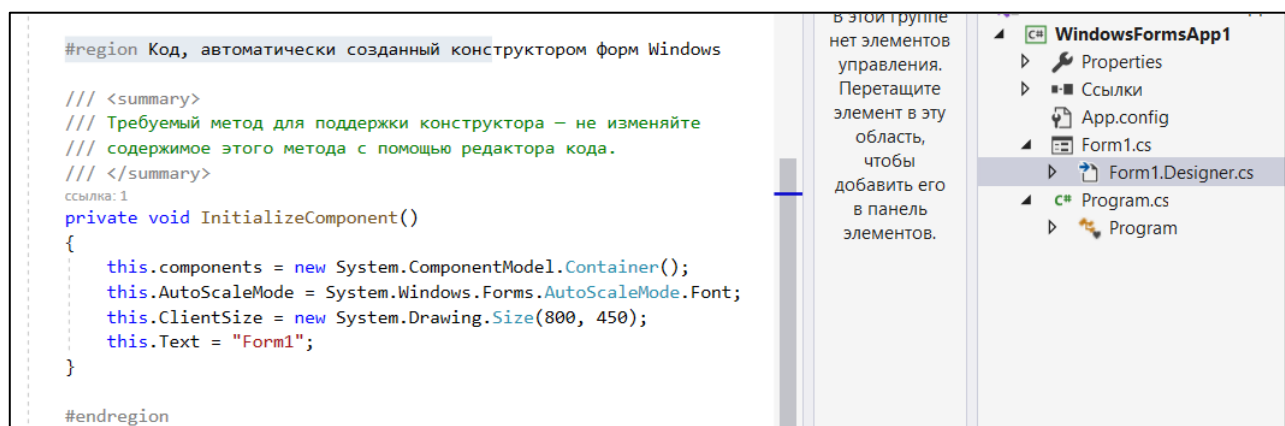 #region Код, автоматически созданный конструктором форм Windows
/// <summary>
/// Требуемый метод для поддержки конструктора — не изменяйте
/// содержимое этого метода с помощью редактора кода.
/// </summary>
ссылка: 1
private void InitializeComponent()
{
this.components = new System.ComponentModel.Container();
this.AutoScaleMode = System.Windows.Forms.AutoScaleMode.Font;
this.ClientSize = new System.Drawing.Size(800, 450);
this.Text = "Form1";
}
#endregion
В этой группе
нет элементов
управления.
Перетащите
элемент в эту
область,
чтобы
добавить его
в панель
элементов.
C# WindowsFormsApp1
Properties
Ссылки
App.config
Form1.cs
Form1.Designer.cs
C# Program.cs
Program